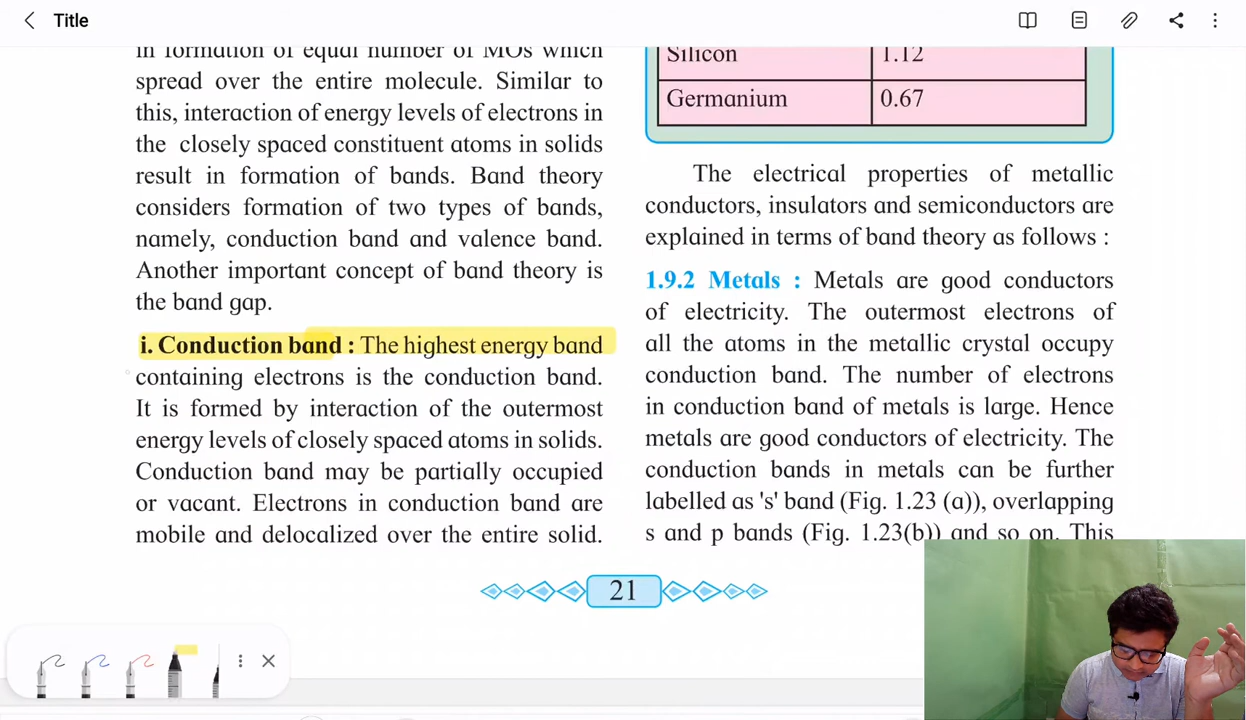 Title
in formation of equal number of MOs which
spread over the entire molecule. Similar to
this, interaction of energy levels of electrons in
the closely spaced constituent atoms in solids
result in formation of bands. Band theory
considers formation of two types of bands,
namely, conduction band and valence band.
Another important concept of band theory is
the band gap.
i. Conduction band : The highest energy band
containing electrons is the conduction band.
It is formed by interaction of the outermost
energy levels of closely spaced atoms in solids.
Conduction band may be partially occupied
or vacant. Electrons in conduction band are
mobile and delocalized over the entire solid.
Silicon 1.12
Germanium 0.67
The electrical properties of metallic
conductors, insulators and semiconductors are
explained in terms of band theory as follows :
1.9.2 Metals : Metals are good conductors
of electricity. The outermost electrons of
all the atoms in the metallic crystal occupy
conduction band. The number of electrons
in conduction band of metals is large. Hence
metals are good conductors of electricity. The
conduction bands in metals can be further
labelled as 's' band (Fig. 1.23 (a)), overlapping
s and p bands (Fig. 1.23(b)) and so on. This
21